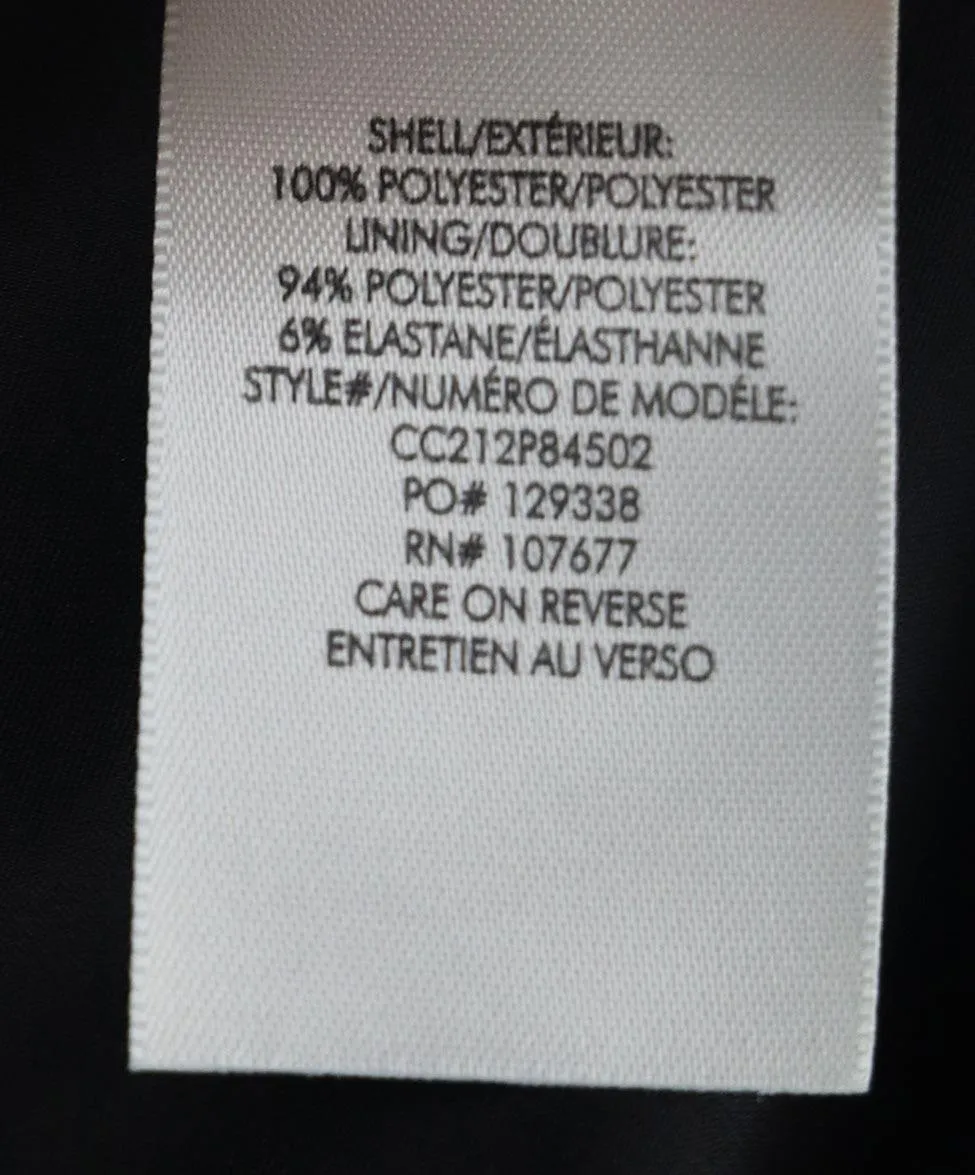 SHELL/EXTÉRIEUR:
100% POLYESTER/POLYESTER
LINING/DOUBLURE:
94% POLYESTER/POLYESTER
6% ELASTANE/ÉLASTHANNE
STYLE#/NUMÉRO DE MODÉLE:
CC212P84502
PO# 129338
RN# 107677
CARE ON REVERSE
ENTRETIEN AU VERSO